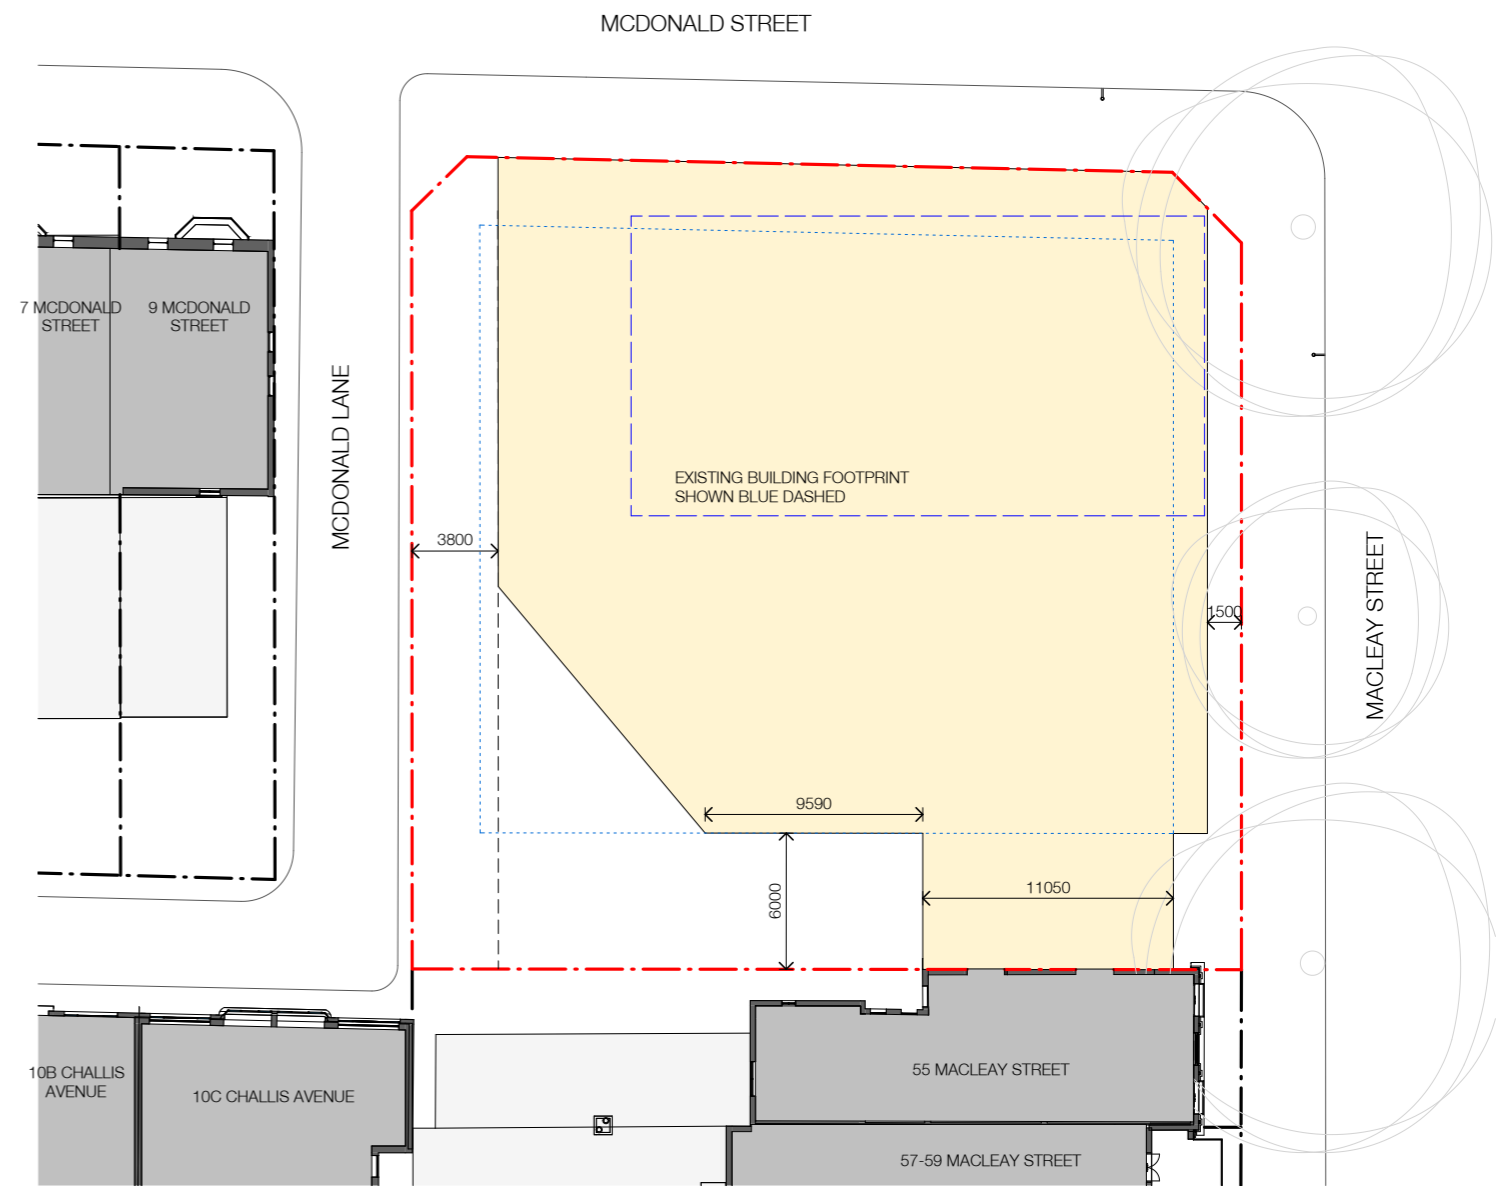 MCDONALD STREET
7 MCDONALD
STREET
9 MCDONALD
STREET
MCDONALD LANE
EXISTING BUILDING FOOTPRINT
SHOWN BLUE DASHED
3800
1500
MACLEAY STREET
9590
6000
11050
10B CHALLIS
AVENUE
10C CHALLIS AVENUE
55 MACLEAY STREET
57-59 MACLEAY STREET